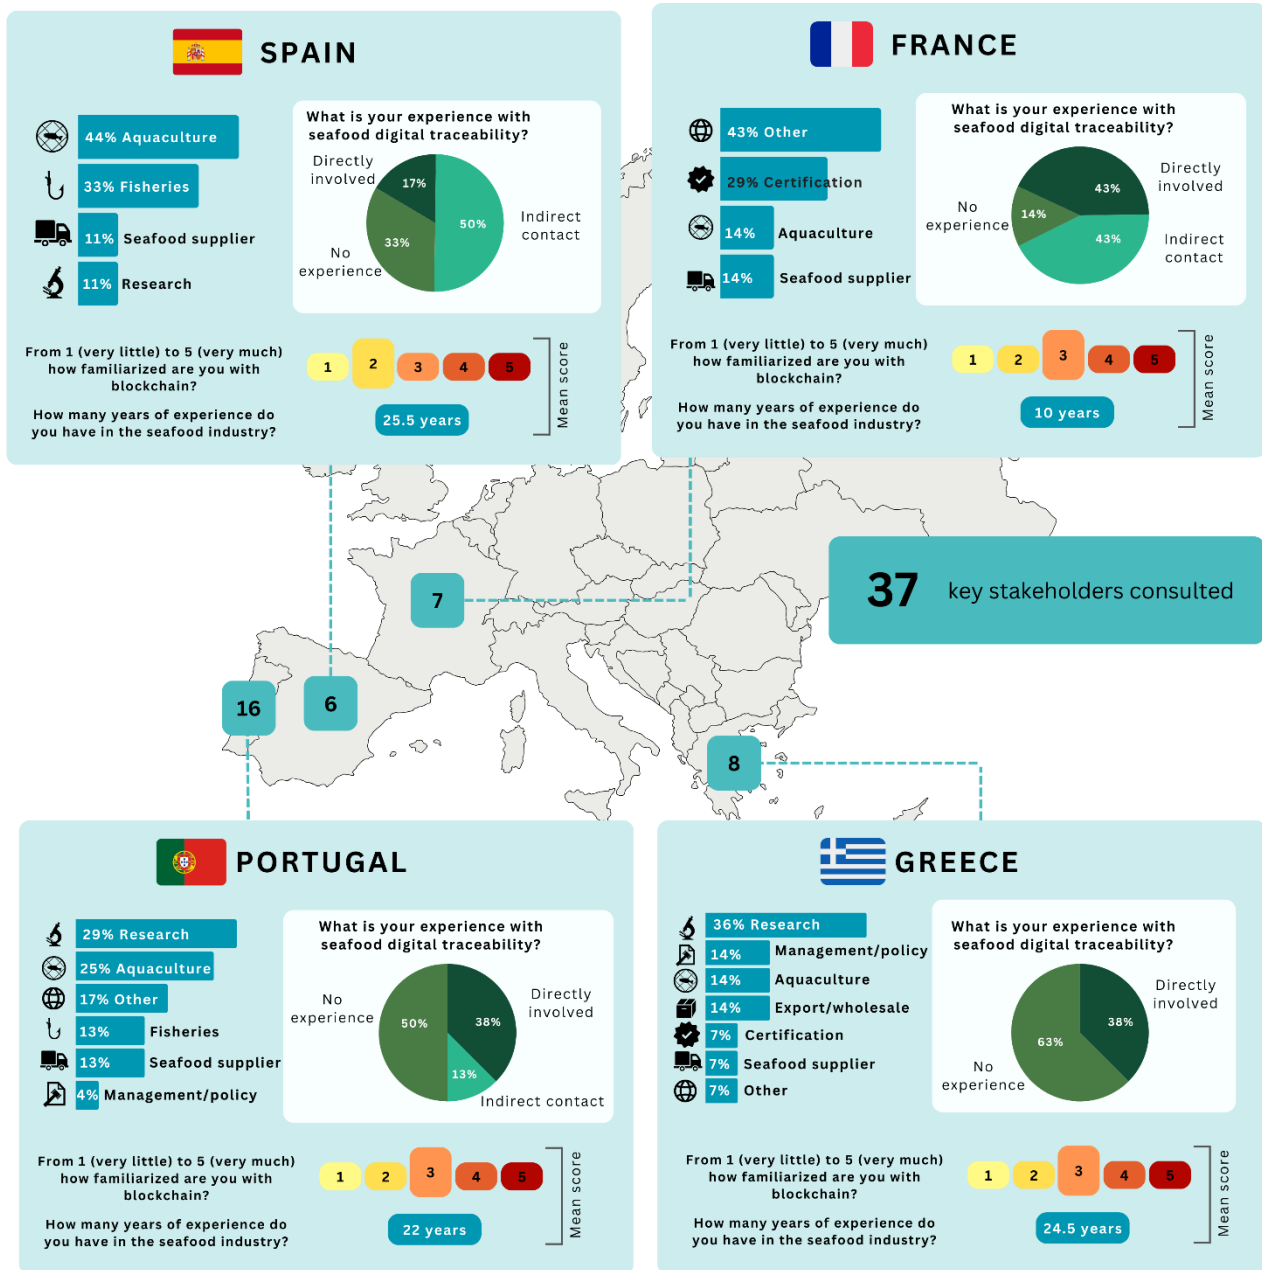 SPAIN
44% Aquaculture
33% Fisheries
11% Seafood supplier
11% Research
What is your experience with
seafood digital traceability?
Directly
involved
17%
50%
Indirect
contact
33%
No
experience
From 1 (very little) to 5 (very much)
how familiarized are you with
blockchain?
1 2 3 4 5
How many years of experience do
you have in the seafood industry?
25.5 years
Mean score
FRANCE
43% Other
29% Certification
14% Aquaculture
14% Seafood supplier
What is your experience with
seafood digital traceability?
Directly
involved
43%
No
experience
14%
43%
Indirect
contact
From 1 (very little) to 5 (very much)
how familiarized are you with
blockchain?
1 2 3 4 5
How many years of experience do
you have in the seafood industry?
10 years
Mean score
37 key stakeholders consulted
7
16
6
8
PORTUGAL
29% Research
25% Aquaculture
17% Other
13% Fisheries
13% Seafood supplier
4% Management/policy
What is your experience with
seafood digital traceability?
No
experience
50%
38%
Directly
involved
13%
Indirect contact
From 1 (very little) to 5 (very much)
how familiarized are you with
blockchain?
1 2 3 4 5
How many years of experience do
you have in the seafood industry?
22 years
Mean score
GREECE
36% Research
14% Management/policy
14% Aquaculture
14% Export/wholesale
7% Certification
7% Seafood supplier
7% Other
What is your experience with
seafood digital traceability?
Directly
involved
38%
63%
No
experience
From 1 (very little) to 5 (very much)
how familiarized are you with
blockchain?
1 2 3 4 5
How many years of experience do
you have in the seafood industry?
24.5 years
Mean score